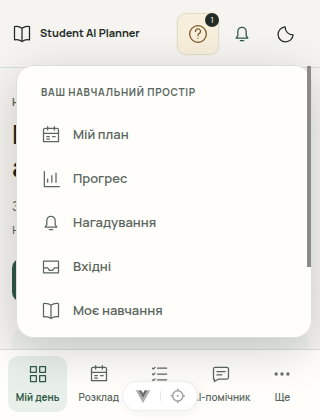 Student AI Planner
1
ВАШ НАВЧАЛЬНИЙ ПРОСТІР
Мій план
Прогрес
Нагадування
Вхідні
Моє навчання
Мій день
Розклад
AI-помічник
Ще